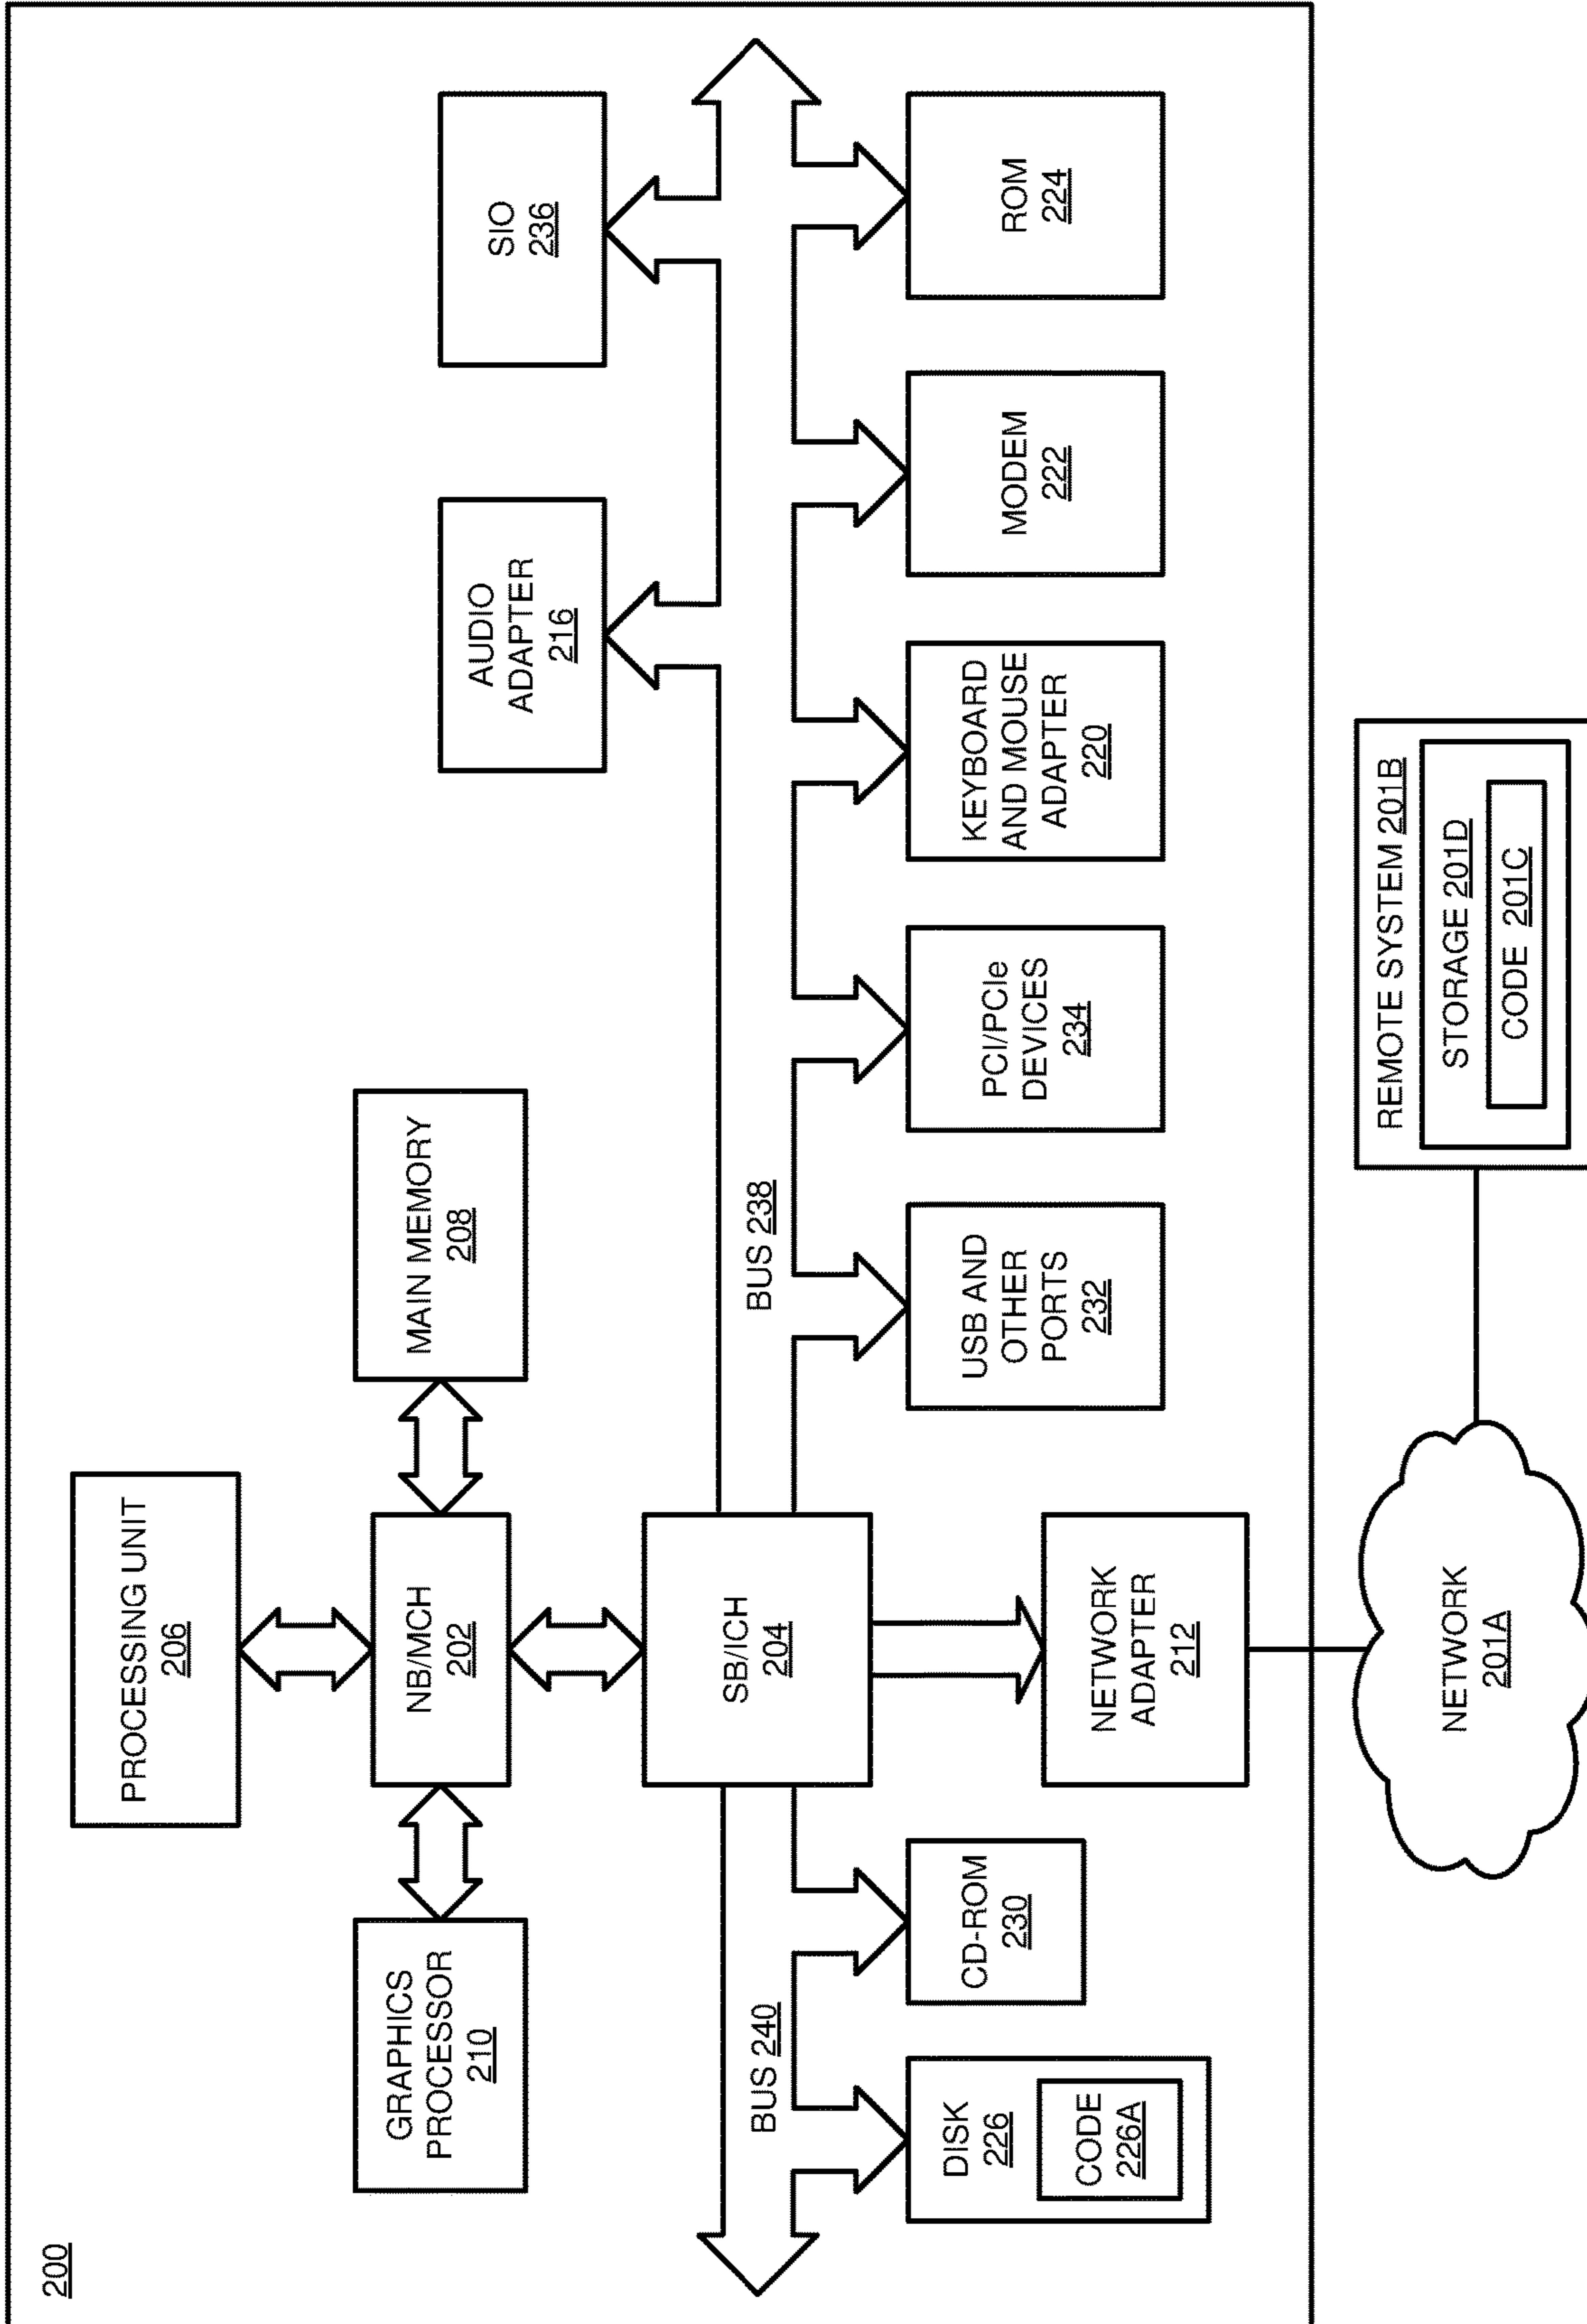 200
PROCESSING UNIT
206
GRAPHICS
PROCESSOR
210
NB/MCH
202
MAIN MEMORY
208
AUDIO
ADAPTER
216
SIO
236
SB/ICH
204
BUS 240
BUS 238
DISK
226
CODE
226A
CD-ROM
230
NETWORK
ADAPTER
212
USB AND
OTHER
PORTS
232
PCI/PCIe
DEVICES
234
KEYBOARD
AND MOUSE
ADAPTER
220
MODEM
222
ROM
224
NETWORK
201A
REMOTE SYSTEM 201B
STORAGE 201D
CODE 201C